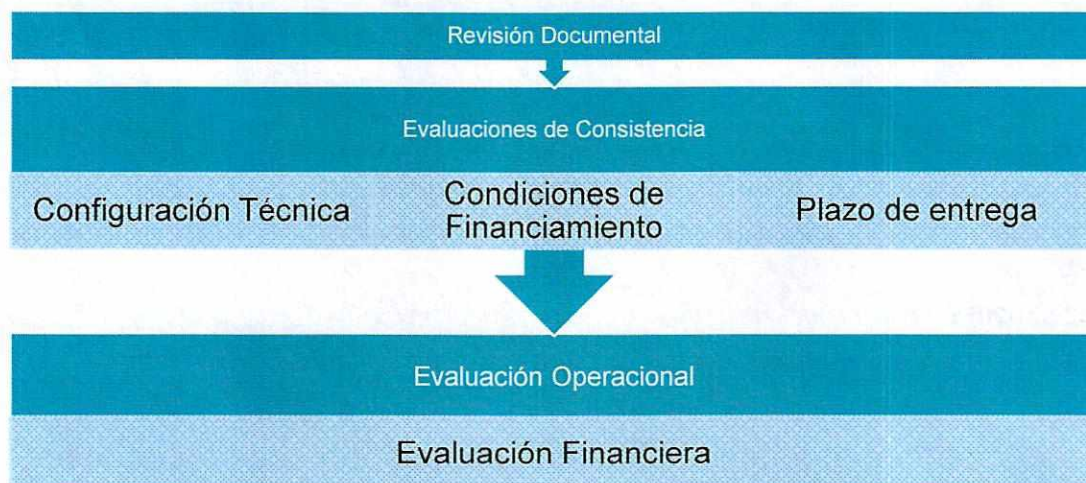 Revisión Documental
Evaluaciones de Consistencia
Configuración Técnica
Condiciones de
Financiamiento
Plazo de entrega
Evaluación Operacional
Evaluación Financiera